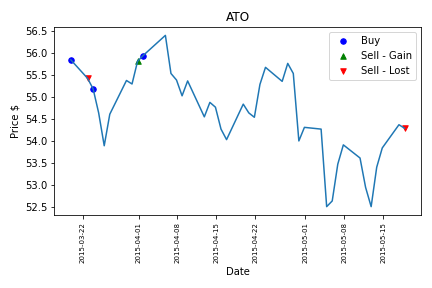 ATO
Buy
Sell - Gain
Sell - Lost
Price $
56.5
56.0
55.5
55.0
54.5
54.0
53.5
53.0
52.5
2015-03-22
2015-04-01
2015-04-08
2015-04-15
2015-04-22
2015-05-01
2015-05-08
2015-05-15
Date